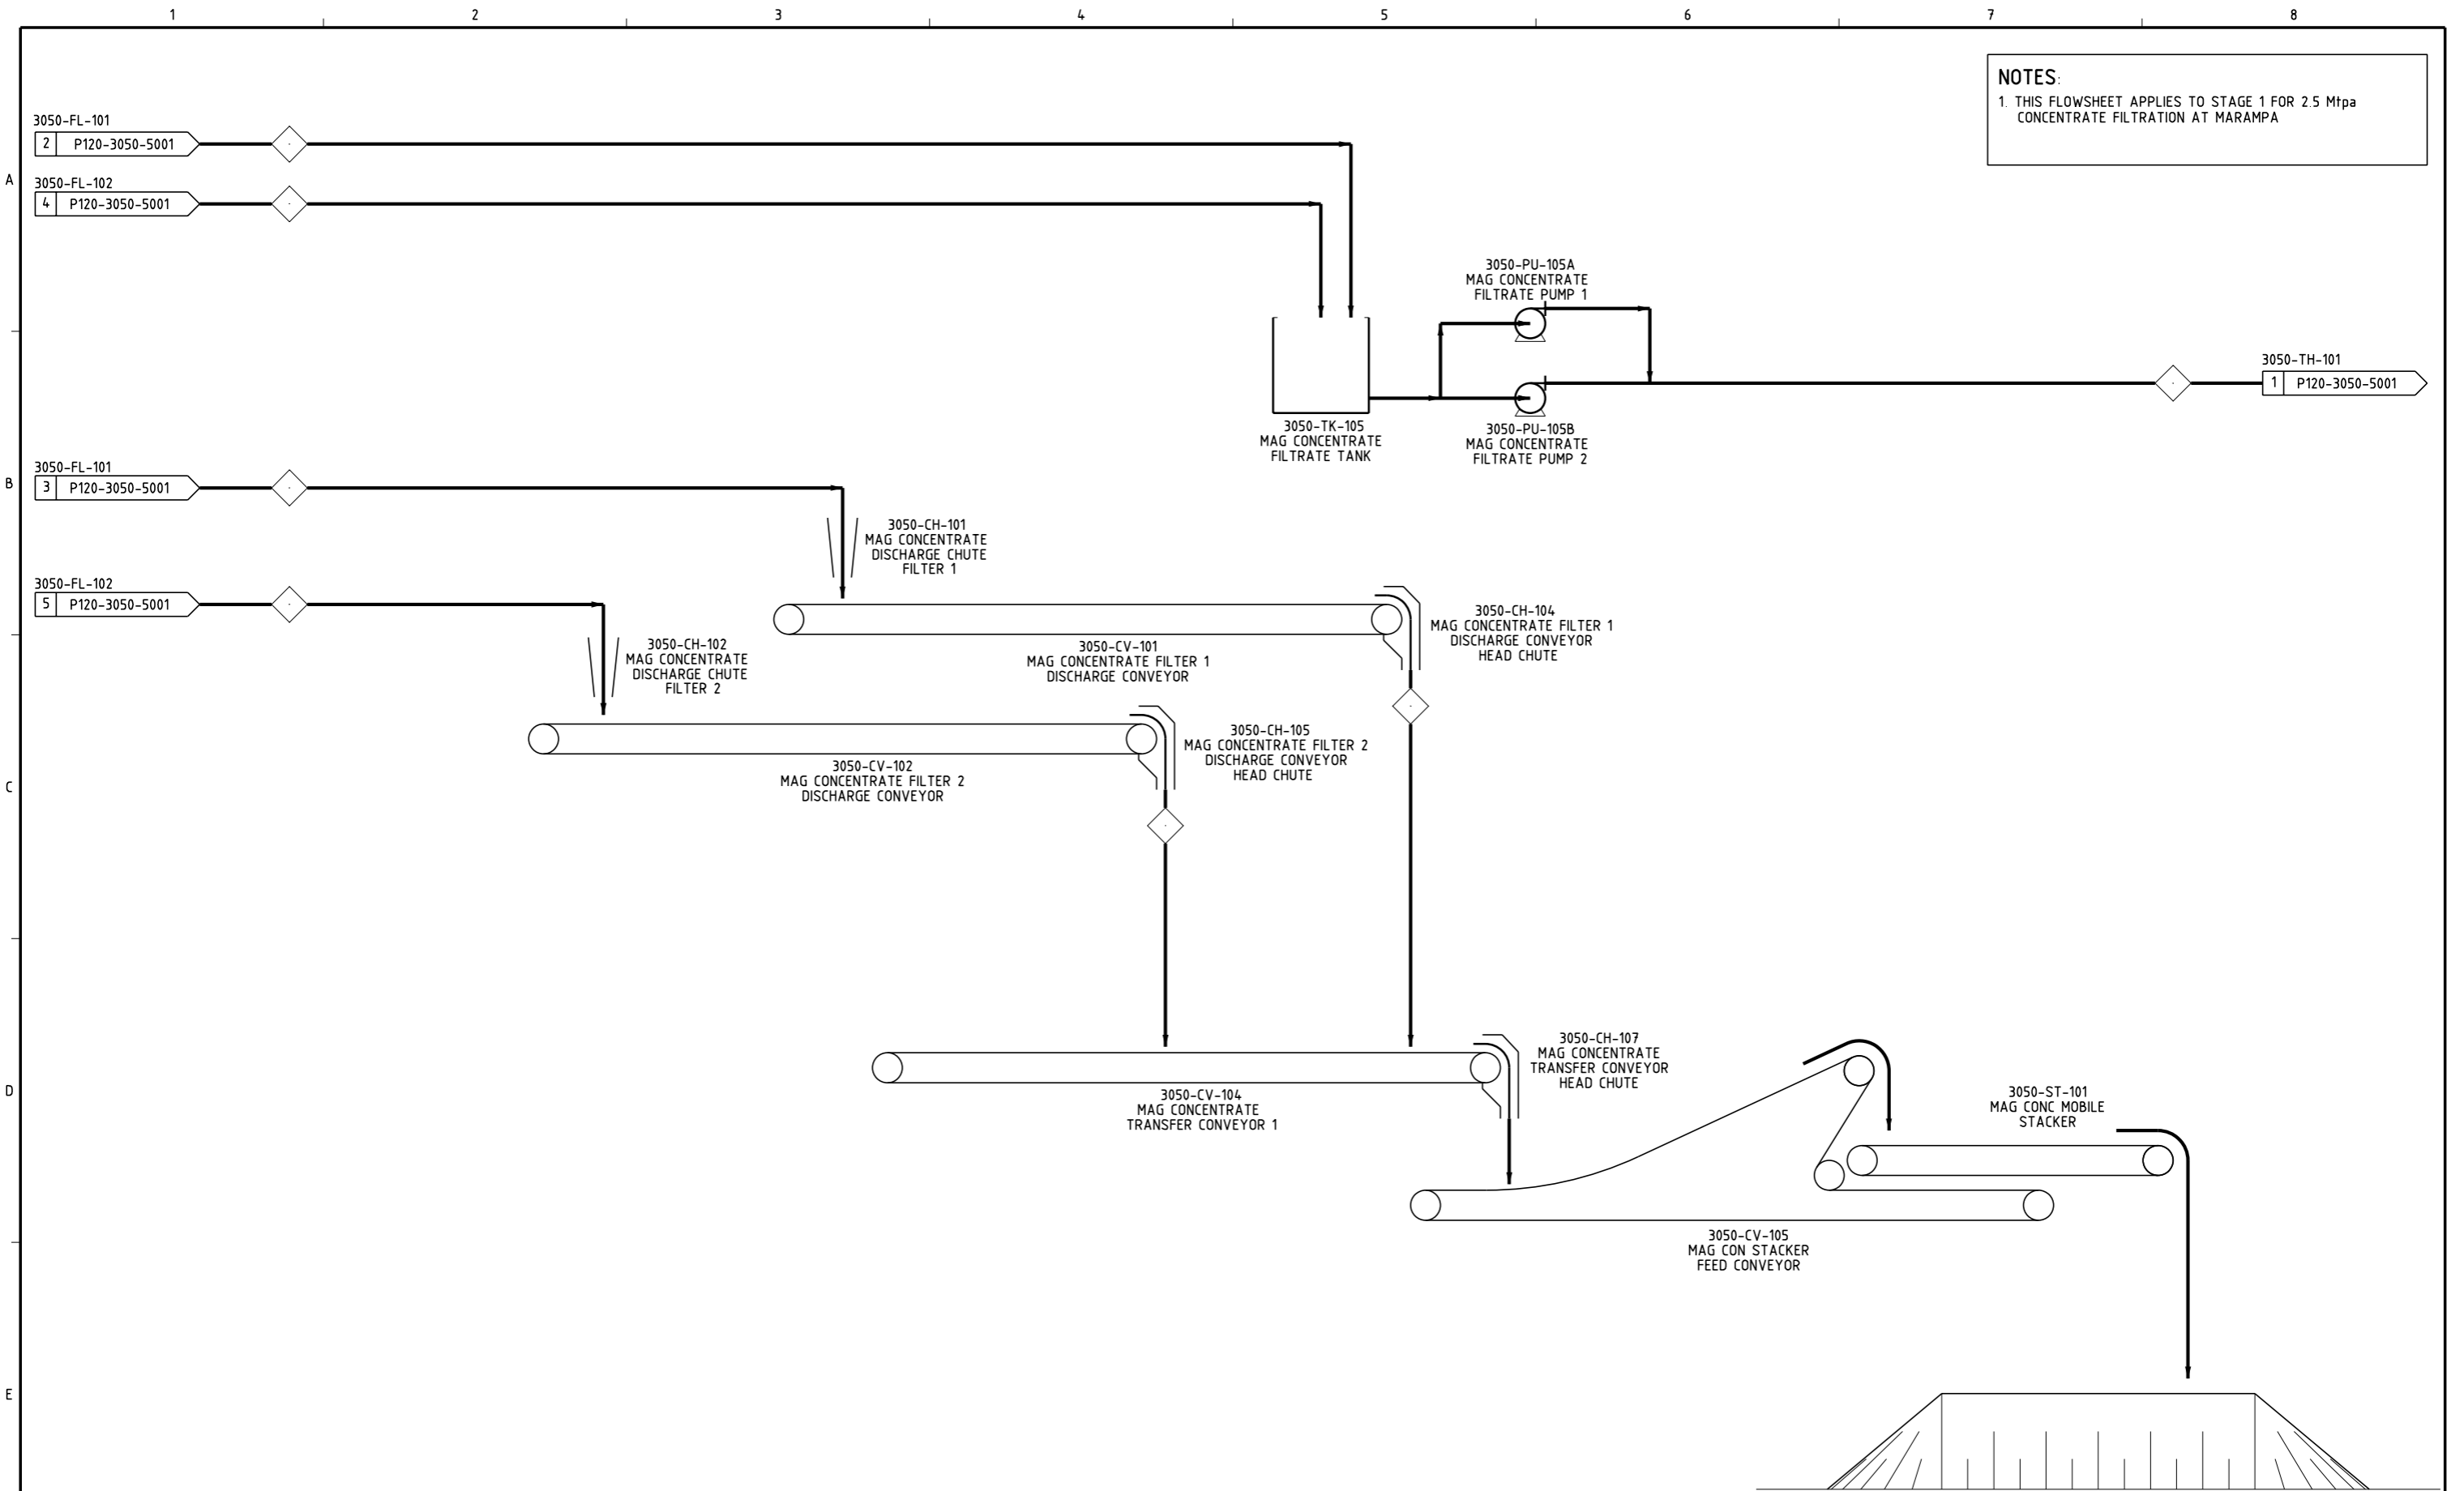 1 2 3 4 5 6 7 8
NOTES:
1. THIS FLOWSHEET APPLIES TO STAGE 1 FOR 2.5 Mtpa
CONCENTRATE FILTRATION AT MARAMPA
A
3050-FL-101
2 P120-3050-5001
3050-FL-102
4 P120-3050-5001
3050-PU-105A
MAG CONCENTRATE
FILTRATE PUMP 1
3050-TH-101
1 P120-3050-5001
3050-TK-105
MAG CONCENTRATE
FILTRATE TANK
3050-PU-105B
MAG CONCENTRATE
FILTRATE PUMP 2
B
3050-FL-101
3 P120-3050-5001
3050-CH-101
MAG CONCENTRATE
DISCHARGE CHUTE
FILTER 1
3050-FL-102
5 P120-3050-5001
3050-CH-102
MAG CONCENTRATE
DISCHARGE CHUTE
FILTER 2
3050-CV-101
MAG CONCENTRATE FILTER 1
DISCHARGE CONVEYOR
3050-CH-104
MAG CONCENTRATE FILTER 1
DISCHARGE CONVEYOR
HEAD CHUTE
3050-CH-105
MAG CONCENTRATE FILTER 2
DISCHARGE CONVEYOR
HEAD CHUTE
3050-CV-102
MAG CONCENTRATE FILTER 2
DISCHARGE CONVEYOR
C
D
3050-CH-107
MAG CONCENTRATE
TRANSFER CONVEYOR
HEAD CHUTE
3050-CV-104
MAG CONCENTRATE
TRANSFER CONVEYOR 1
3050-ST-101
MAG CONC MOBILE
STACKER
3050-CV-105
MAG CON STACKER
FEED CONVEYOR
E